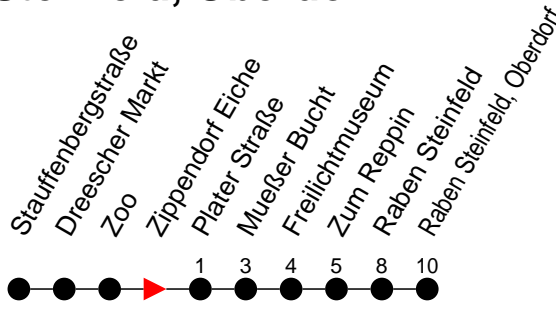 Stauffenbergstraße
Dreescher Markt
Zoo
Zippendorf Eiche
Plater Straße
Mueßer Bucht
Freilichtmuseum
Zum Reppin
Raben Steinfeld
Raben Steinfeld, Oberdorf
1 3 4 5 8 10